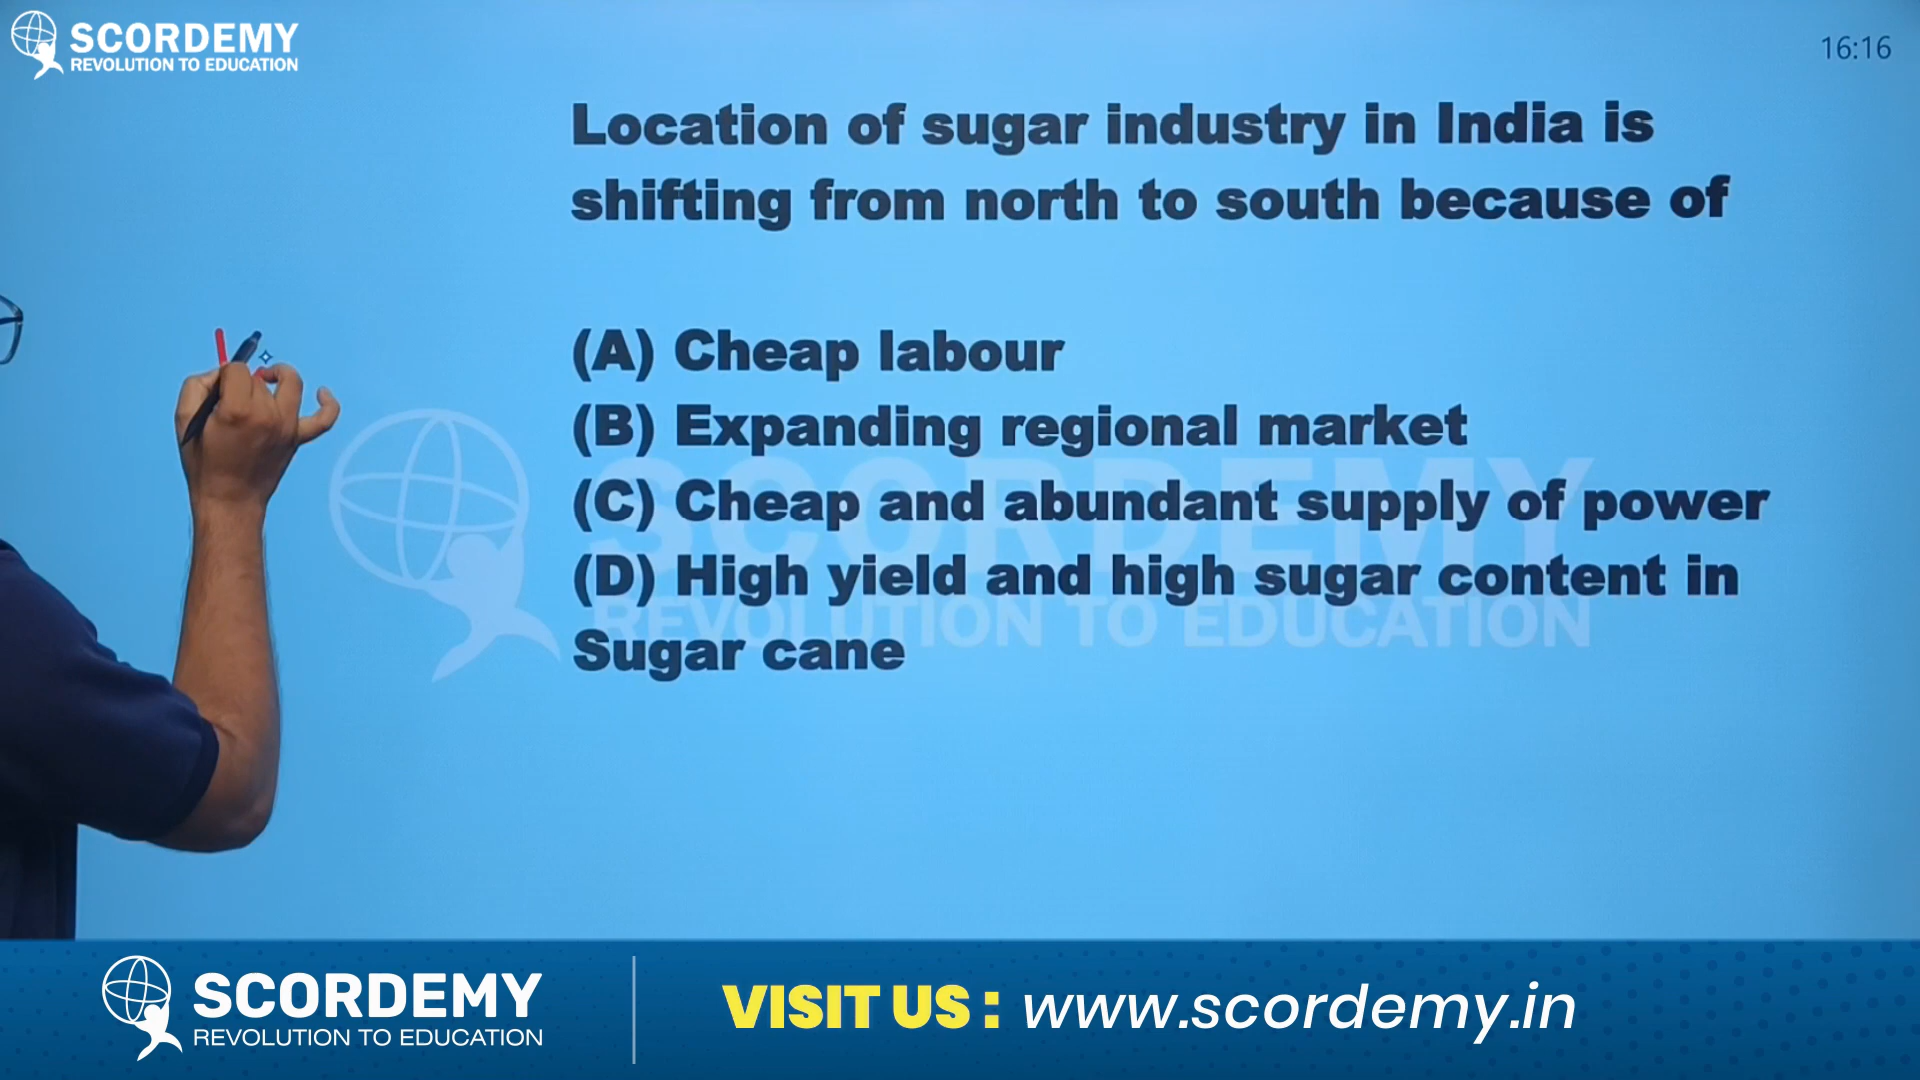 SCORDEMY
REVOLUTION TO EDUCATION
16:16
Location of sugar industry in India is
shifting from north to south because of
(A) Cheap labour
(B) Expanding regional market
(C) Cheap and abundant supply of power
(D) High yield and high sugar content in
Sugar cane
SCORDEMY
REVOLUTION TO EDUCATION
SCORDEMY
REVOLUTION TO EDUCATION
VISIT US : www.scordemy.in